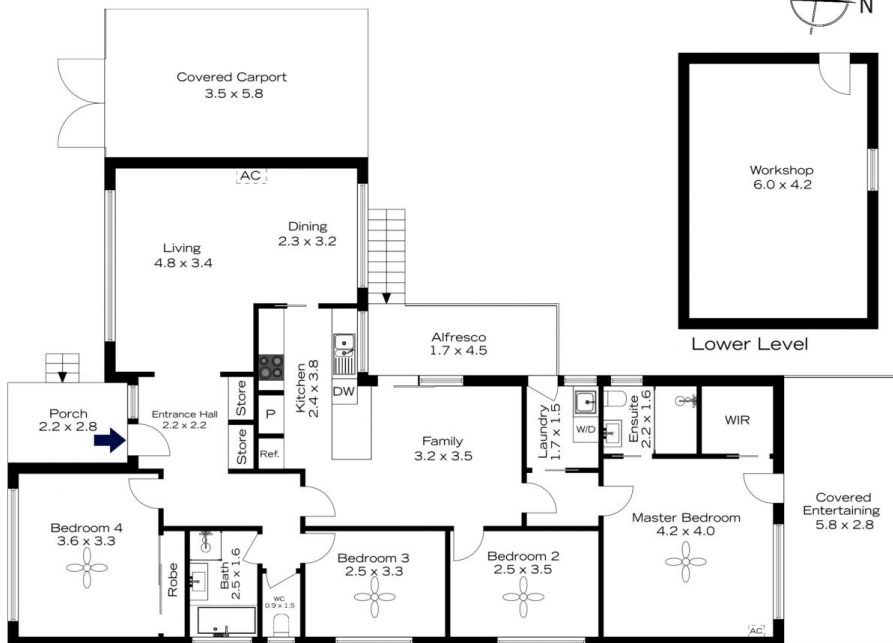 N
Covered Carport
3.5 x 5.8
AC
Living
4.8 x 3.4
Dining
2.3 x 3.2
Workshop
6.0 x 4.2
Lower Level
Alfresco
1.7 x 4.5
Kitchen
2.4 x 3.8
DW
P
Ref.
Store
Store
Porch
2.2 x 2.8
Entrance Hall
2.2 x 2.2
Family
3.2 x 3.5
Laundry
1.7 x 1.5
W/D
Ensuite
2.2 x 1.6
WIR
Master Bedroom
4.2 x 4.0
AC
Covered
Entertaining
5.8 x 2.8
Bedroom 4
3.6 x 3.3
Robe
Bath
2.5 x 1.6
WC
0.9 x 1.5
Bedroom 3
2.5 x 3.3
Bedroom 2
2.5 x 3.5